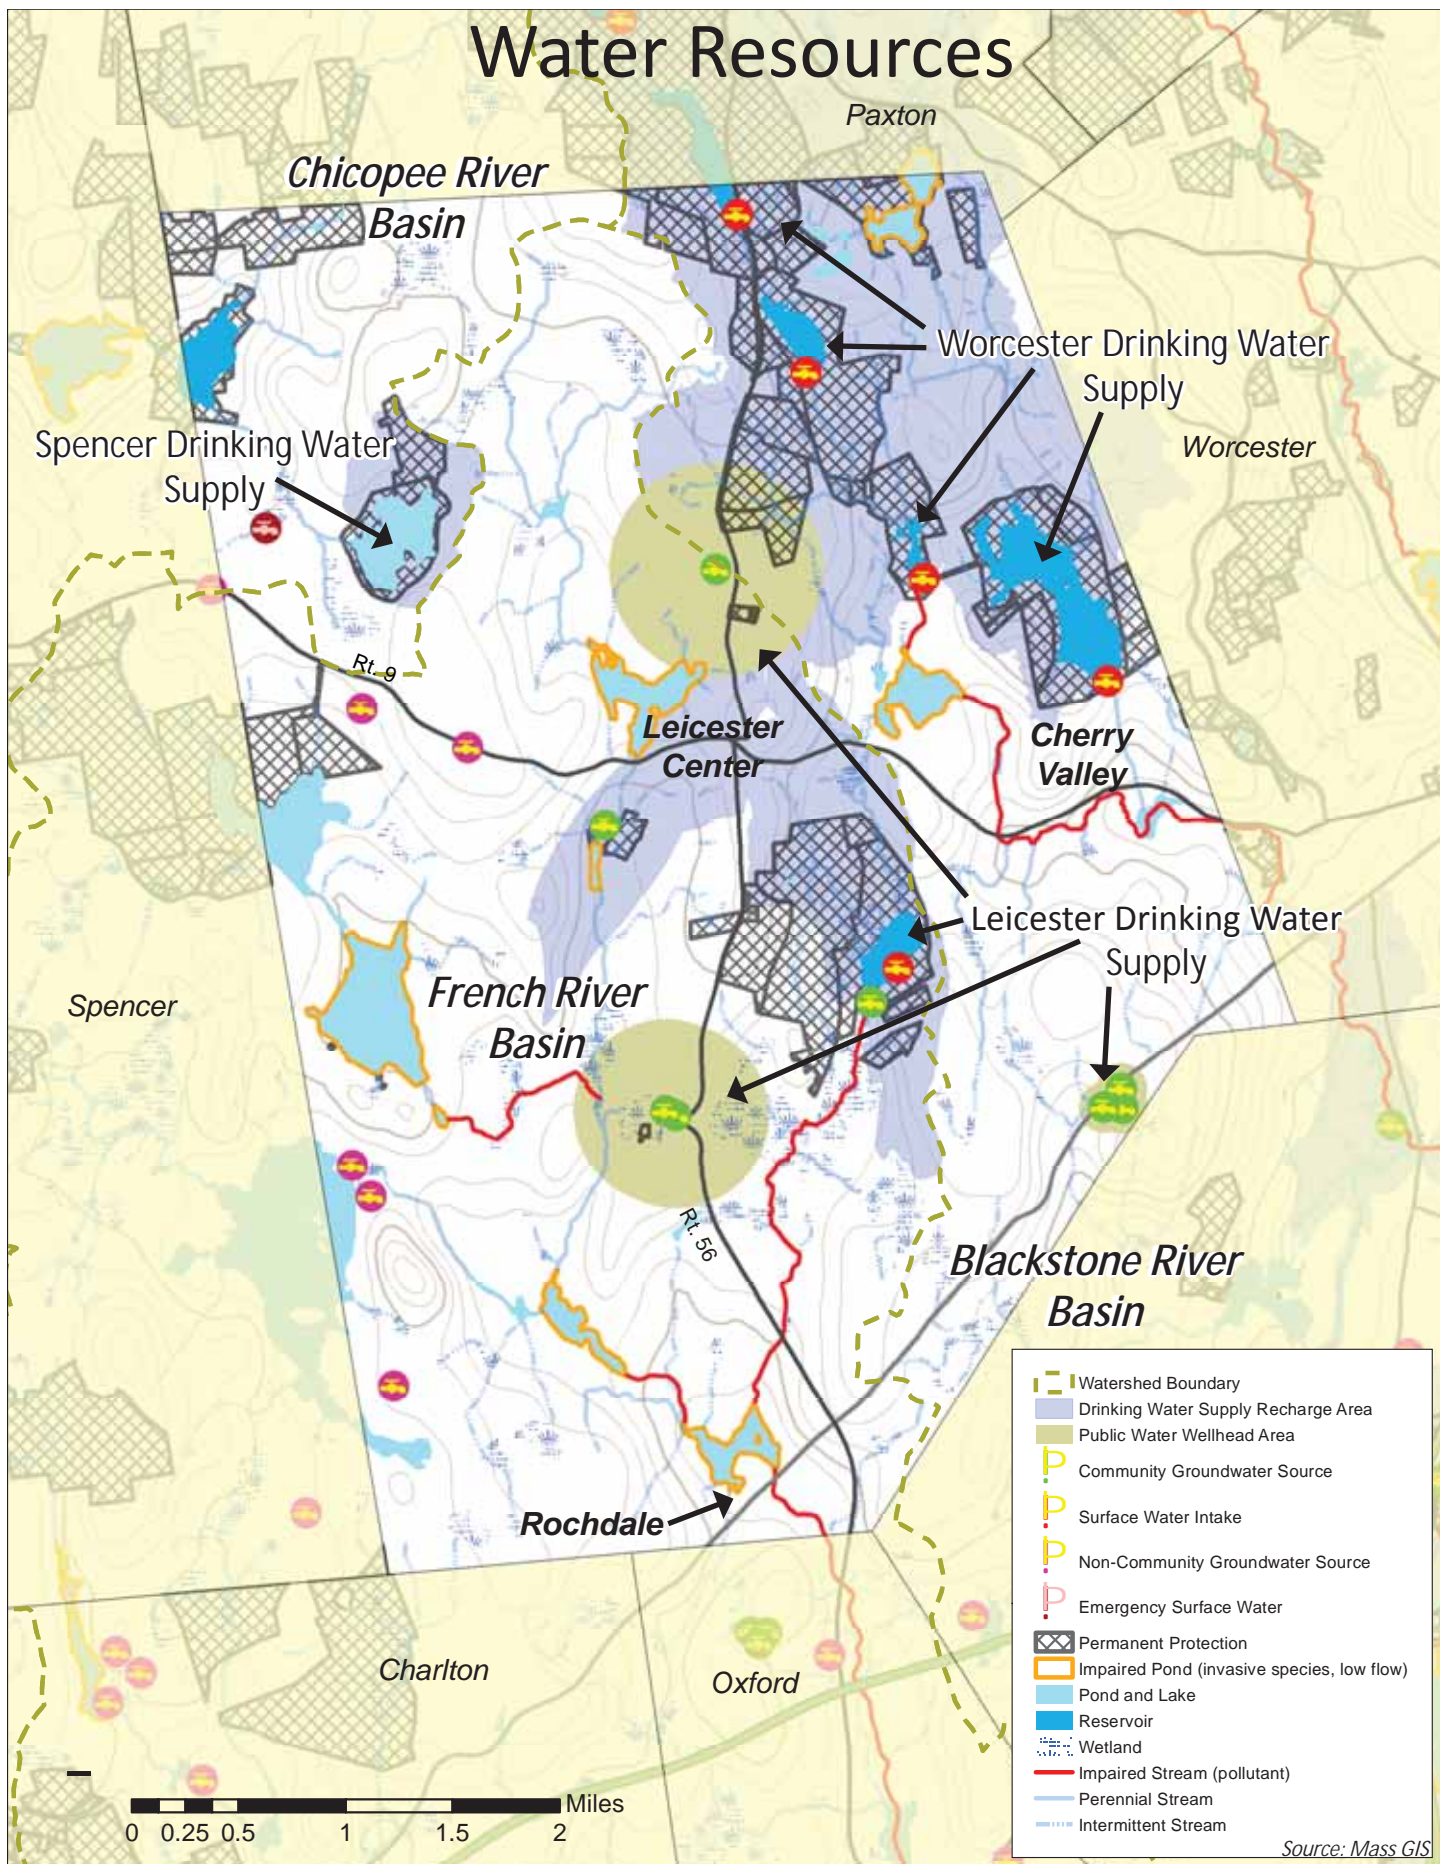 Water Resources
Paxton
Chicopee River
Basin
Worcester Drinking Water
Supply
Spencer Drinking Water
Supply
Worcester
Rt. 9
Leicester
Center
Cherry
Valley
Leicester Drinking Water
Supply
French River
Basin
Spencer
Rt. 56
Blackstone River
Basin
Rochdale
Charlton
Oxford
Watershed Boundary
Drinking Water Supply Recharge Area
Public Water Wellhead Area
Community Groundwater Source
Surface Water Intake
Non-Community Groundwater Source
Emergency Surface Water
Permanent Protection
Impaired Pond (invasive species, low flow)
Pond and Lake
Reservoir
Wetland
Impaired Stream (pollutant)
Perennial Stream
Intermittent Stream
Source: Mass GIS
Miles
0 0.25 0.5 1 1.5 2